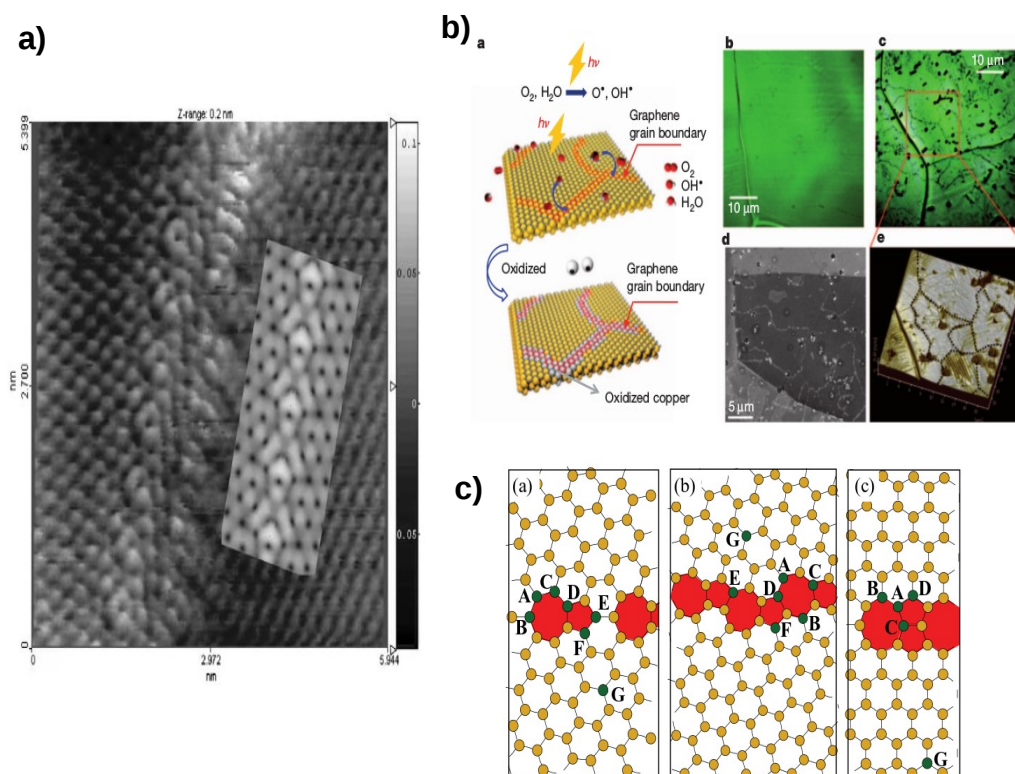 a)
Z-range: 0.2 nm
5.399
2.700
nm
0
0
2.972
5.944
nm
0.1
0.05
0
0.05
b)
a
hν
O2, H2O
O•, OH•
hν
Graphene
grain boundary
O2
OH•
H2O
Oxidized
Graphene
grain boundary
Oxidized copper
b
10 μm
c
10 μm
d
5 μm
e
c)
(a)
C
A
D
B
E
F
G
(b)
G
A
E
D
C
B
F
(c)
B
A
D
C
G